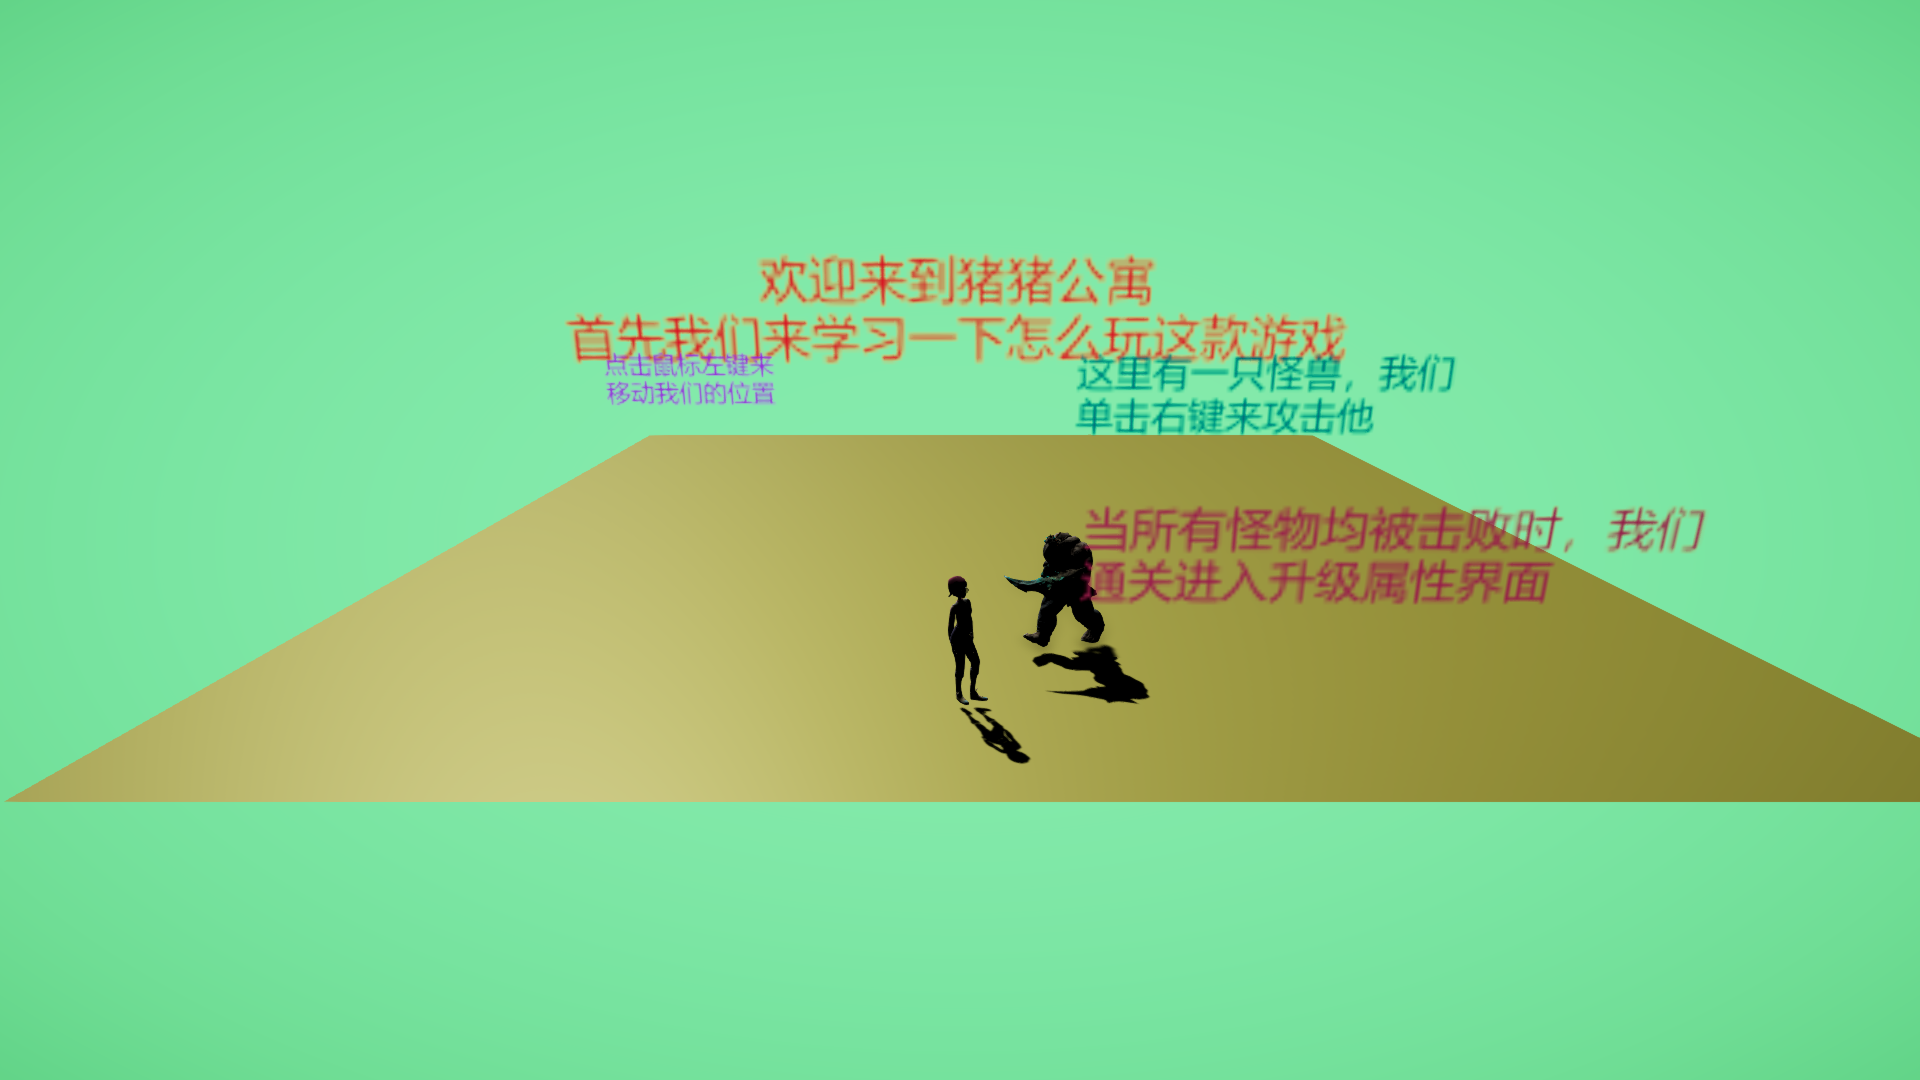 欢迎来到猪猪公寓
首先我们来学习一下怎么玩这款游戏
点击鼠标左键来
移动我们的位置
这里有一只怪兽，我们
单击右键来攻击他
当所有怪物均被击败时，我们
通关进入升级属性界面